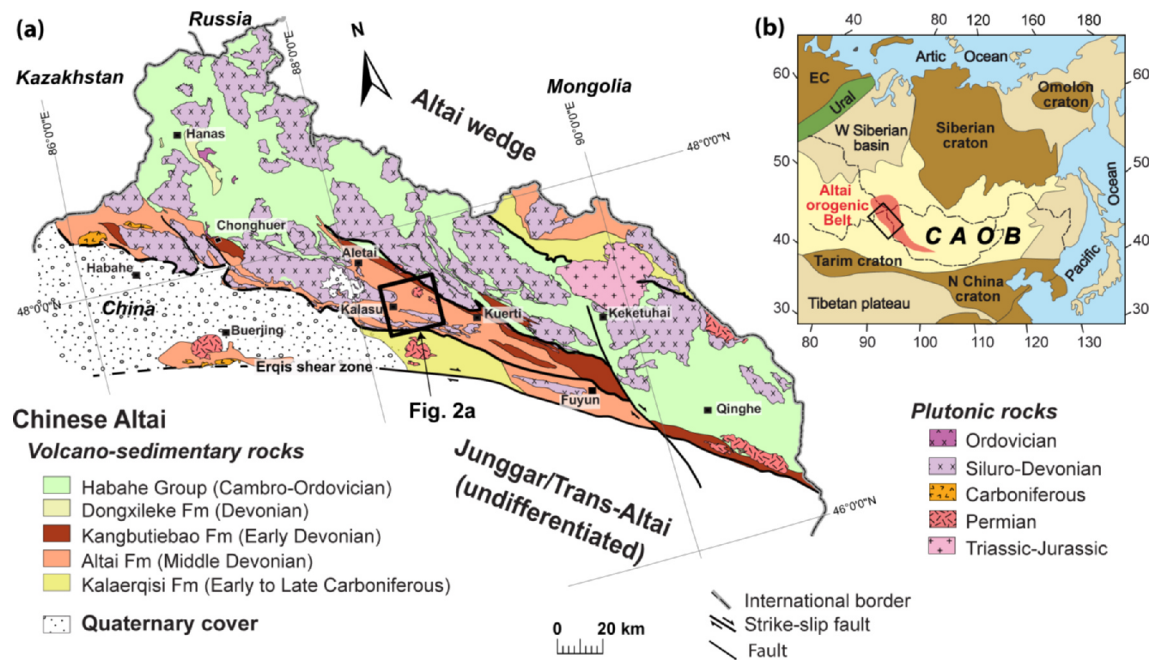 (a)
Russia
Kazakhstan
88°0'0"E
N
Altai wedge
Mongolia
86°0'0"E
90°0'0"E
48°0'0"N
Hanas
Chonghuer
Aletai
Habahe
48°0'0"N
China
Kalasu
Kuerti
Keketuhai
Buerjing
Erqis shear zone
Fig. 2a
Fuyun
Qinghe
Junggar/Trans-Altai
(undifferentiated)
46°0'0"N
Chinese Altai
Volcano-sedimentary rocks
Habahe Group (Cambro-Ordovician)
Dongxileke Fm (Devonian)
Kangbutiebao Fm (Early Devonian)
Altai Fm (Middle Devonian)
Kalaerqisi Fm (Early to Late Carboniferous)
Quaternary cover
0 20 km
International border
Strike-slip fault
Fault
Plutonic rocks
Ordovician
Siluro-Devonian
Carboniferous
Permian
Triassic-Jurassic
(b)
40 80 120 140 160 180
Artic Ocean
60
EC
Ural
Omolon
craton
60
W Siberian
basin
Siberian
craton
50
50
Ocean
Altai
orogenic
Belt
C A O B
40
40
Pacific
Tarim craton
N China
craton
30
Tibetan plateau
30
80 90 100 110 120 130